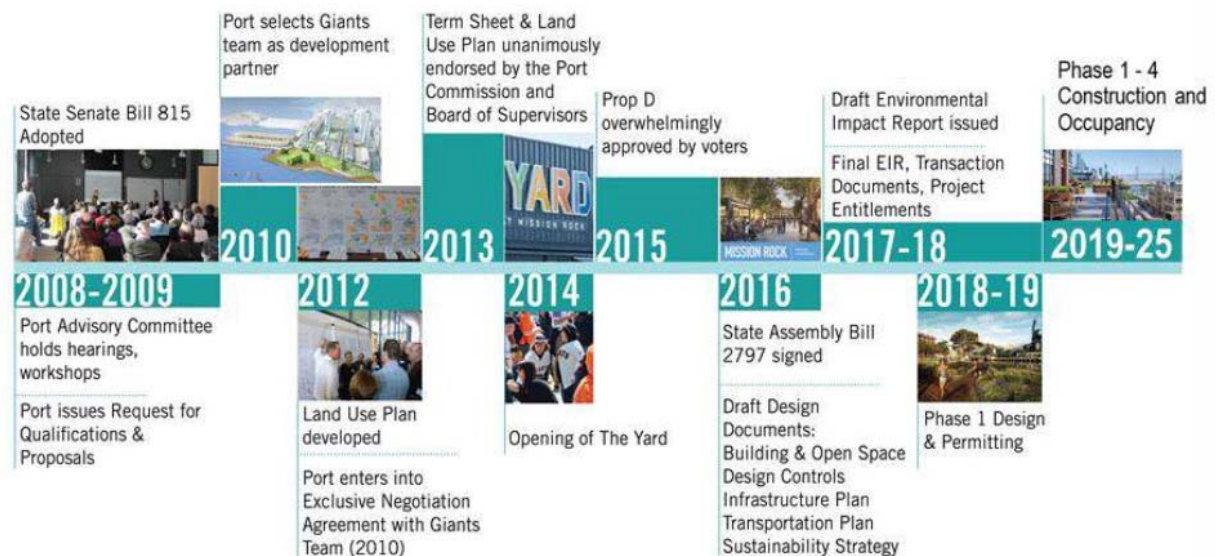 State Senate Bill 815
Adopted
2008-2009
Port Advisory Committee
holds hearings,
workshops
Port issues Request for
Qualifications &
Proposals
Port selects Giants
team as development
partner
2010
2012
Land Use Plan
developed
Port enters into
Exclusive Negotiation
Agreement with Giants
Team (2010)
Term Sheet & Land
Use Plan unanimously
endorsed by the Port
Commission and
Board of Supervisors
2013
YARD
AT MISSION ROCK
2014
Opening of The Yard
Prop D
overwhelmingly
approved by voters
2015
MISSION ROCK
2016
State Assembly Bill
2797 signed
Draft Design
Documents:
Building & Open Space
Design Controls
Infrastructure Plan
Transportation Plan
Sustainability Strategy
Draft Environmental
Impact Report issued
Final EIR, Transaction
Documents, Project
Entitlements
2017-18
2018-19
Phase 1 Design
& Permitting
Phase 1 - 4
Construction and
Occupancy
2019-25